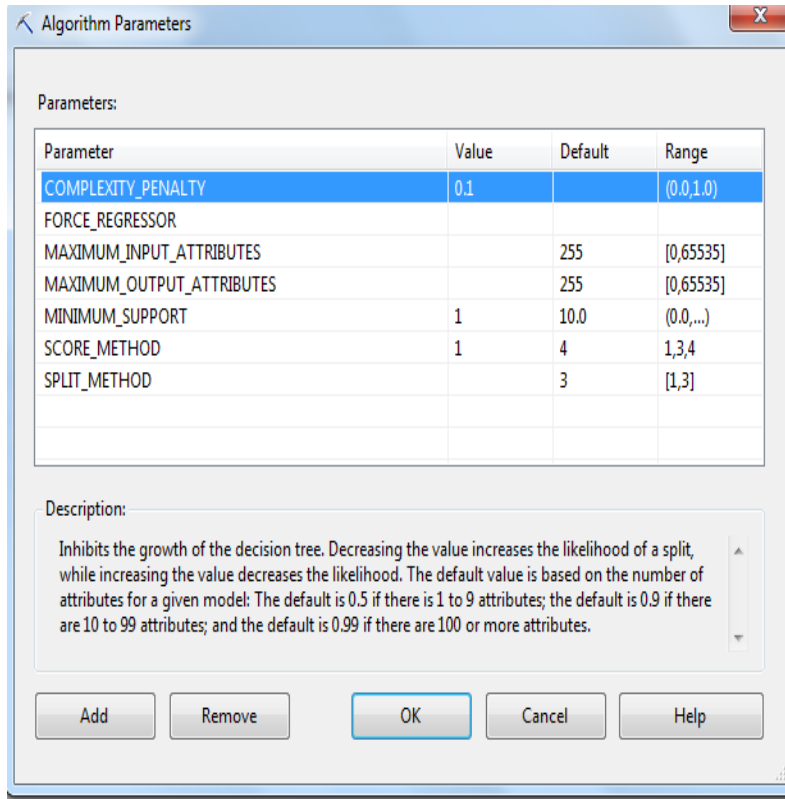 Algorithm Parameters
X
Parameters:
Parameter Value Default Range
COMPLEXITY_PENALTY 0.1 (0.0,1.0)
FORCE_REGRESSOR
MAXIMUM_INPUT_ATTRIBUTES 255 [0,65535]
MAXIMUM_OUTPUT_ATTRIBUTES 255 [0,65535]
MINIMUM_SUPPORT 1 10.0 (0.0,...)
SCORE_METHOD 1 4 1,3,4
SPLIT_METHOD 3 [1,3]
Description:
Inhibits the growth of the decision tree. Decreasing the value increases the likelihood of a split,
while increasing the value decreases the likelihood. The default value is based on the number of
attributes for a given model: The default is 0.5 if there is 1 to 9 attributes; the default is 0.9 if there
are 10 to 99 attributes; and the default is 0.99 if there are 100 or more attributes.
Add Remove OK Cancel Help